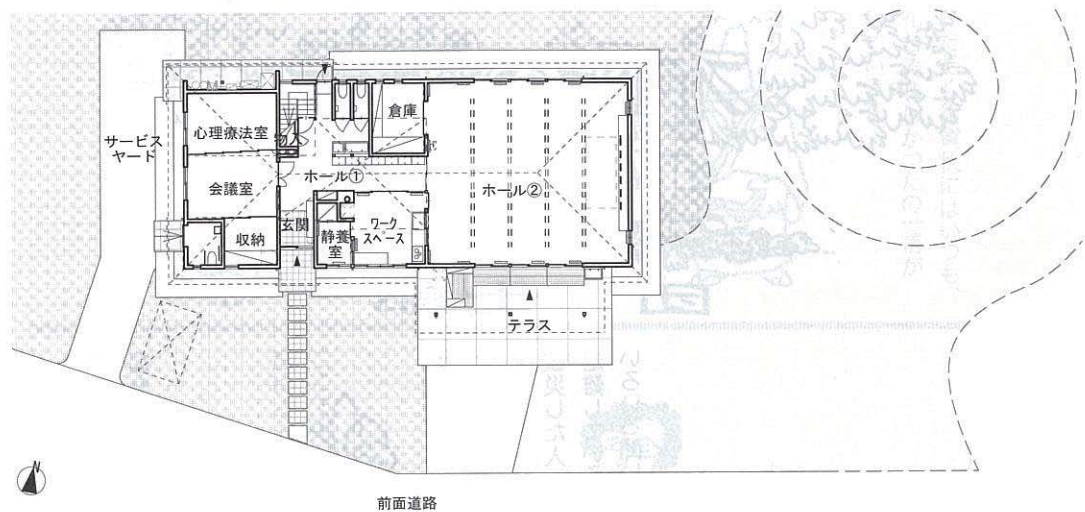 倉庫
心理療法室
物入
サービス
ヤード
ホール①
会議室
ホール②
玄関
収納
静養
室
ワーク
スペース
テラス
N
前面道路